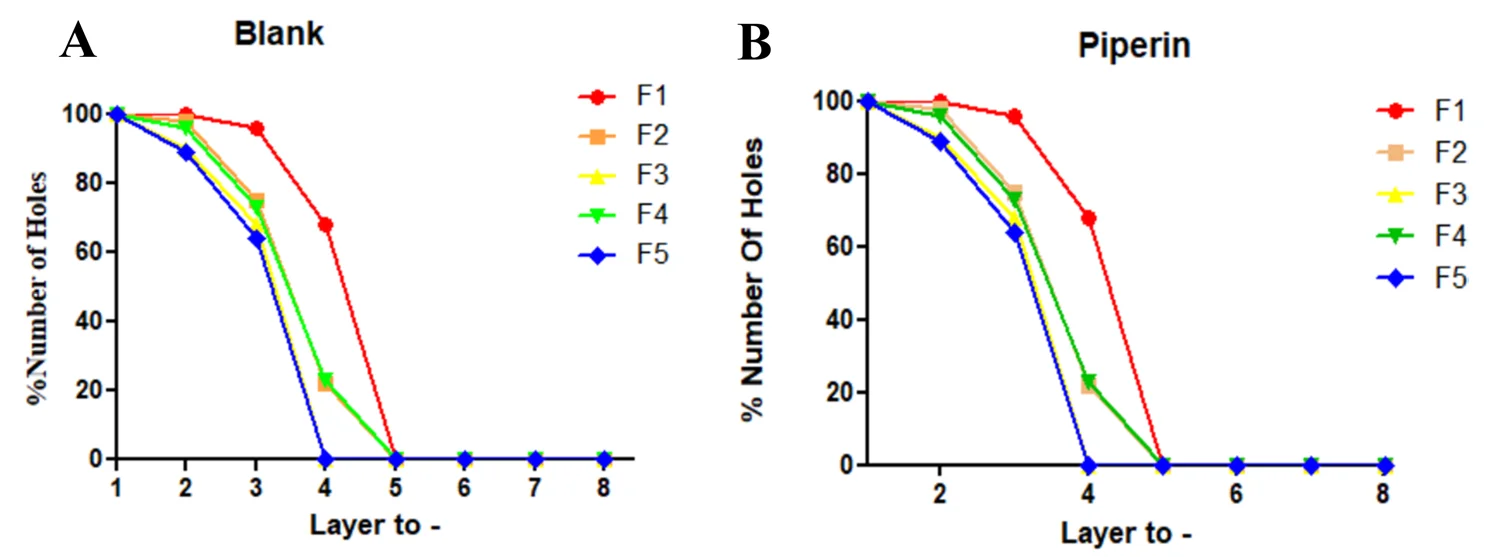 A
Blank
%Number of Holes
100
80
60
40
20
0
1 2 3 4 5 6 7 8
Layer to -
F1
F2
F3
F4
F5
B
Piperin
% Number Of Holes
100
80
60
40
20
0
2 4 6 8
Layer to -
F1
F2
F3
F4
F5